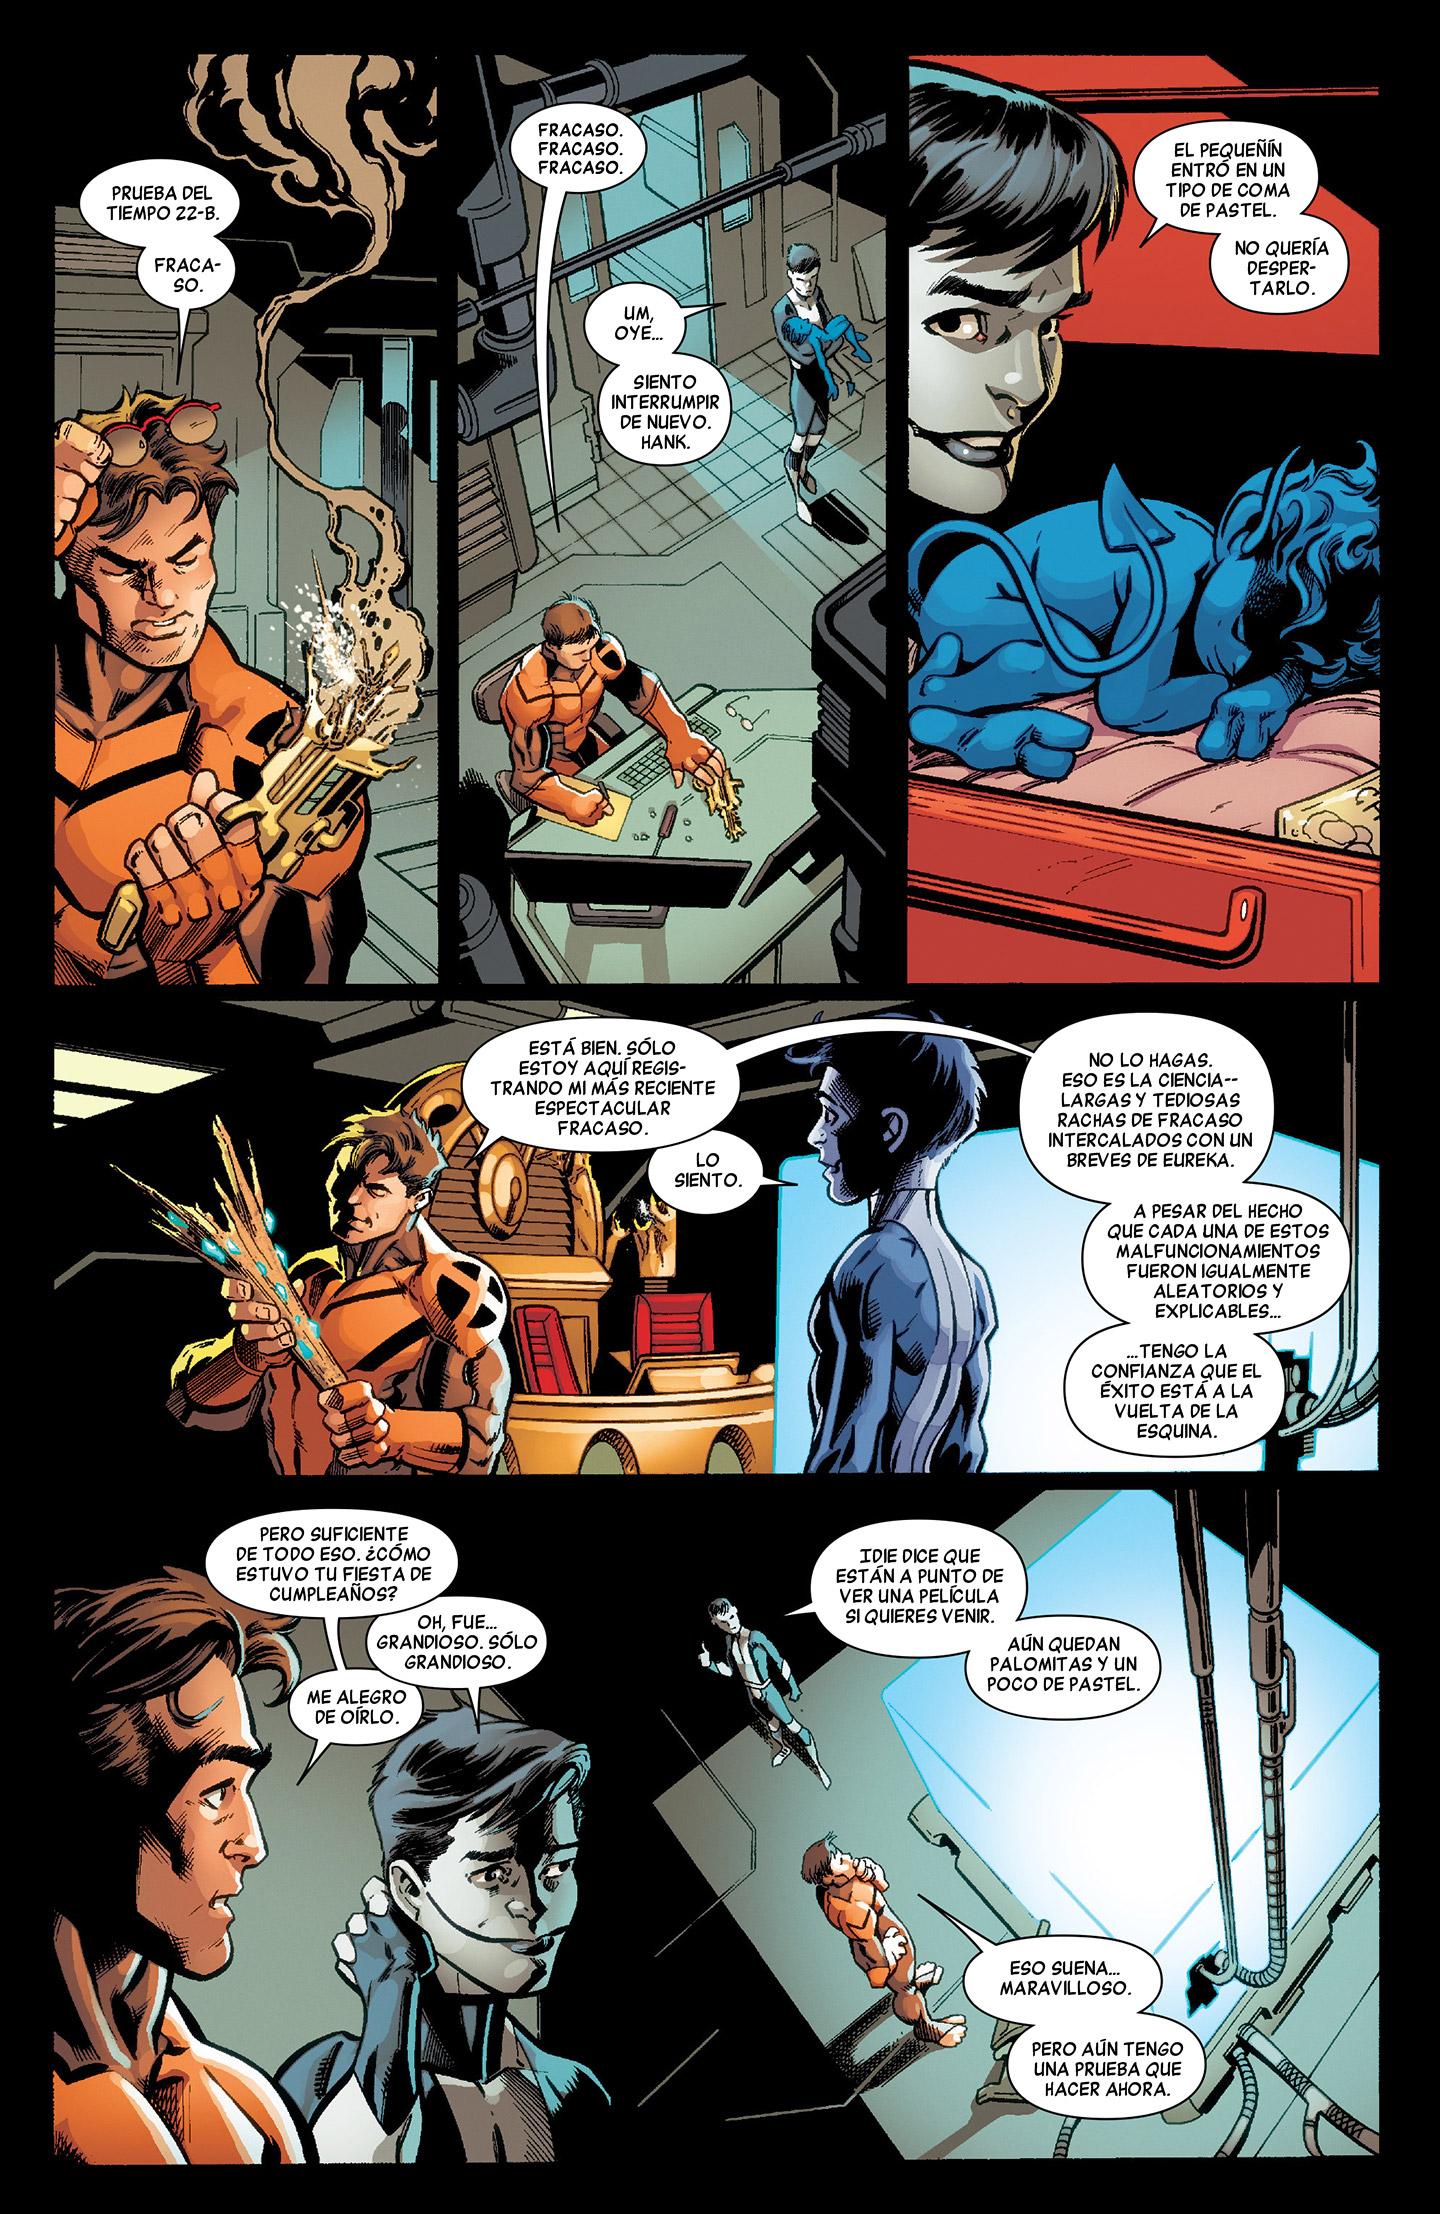 PRUEBA DEL
TIEMPO 22-B.
FRACA-
SO.
FRACASO.
FRACASO.
FRACASO.
UM,
OYE...
SIENTO
INTERRUMPIR
DE NUEVO.
HANK.
EL PEQUEÑÍN
ENTRÓ EN UN
TIPO DE COMA
DE PASTEL.
NO QUERÍA
DESPER-
TARLO.
ESTÁ BIEN. SÓLO
ESTOY AQUÍ REGIS-
TRANDO MI MÁS RECIENTE
ESPECTACULAR
FRACASO.
LO
SIENTO.
NO LO HAGAS.
ESO ES LA CIENCIA--
LARGAS Y TEDIOSAS
RACHAS DE FRACASO
INTERCALADOS CON UN
BREVES DE EUREKA.
A PESAR DEL HECHO
QUE CADA UNA DE ESTOS
MALFUNCIONAMIENTOS
FUERON IGUALMENTE
ALEATORIOS Y
EXPLICABLES...
...TENGO LA
CONFIANZA QUE EL
ÉXITO ESTÁ A LA
VUELTA DE LA
ESQUINA.
PERO SUFICIENTE
DE TODO ESO. ¿CÓMO
ESTUVO TU FIESTA DE
CUMPLEAÑOS?
OH, FUE...
GRANDIOSO. SÓLO
GRANDIOSO.
ME ALEGRO
DE OÍRLO.
IDIE DICE QUE
ESTÁN A PUNTO DE
VER UNA PELÍCULA
SI QUIERES VENIR.
AÚN QUEDAN
PALOMITAS Y UN
POCO DE PASTEL.
ESO SUENA...
MARAVILLOSO.
PERO AÚN TENGO
UNA PRUEBA QUE
HACER AHORA.